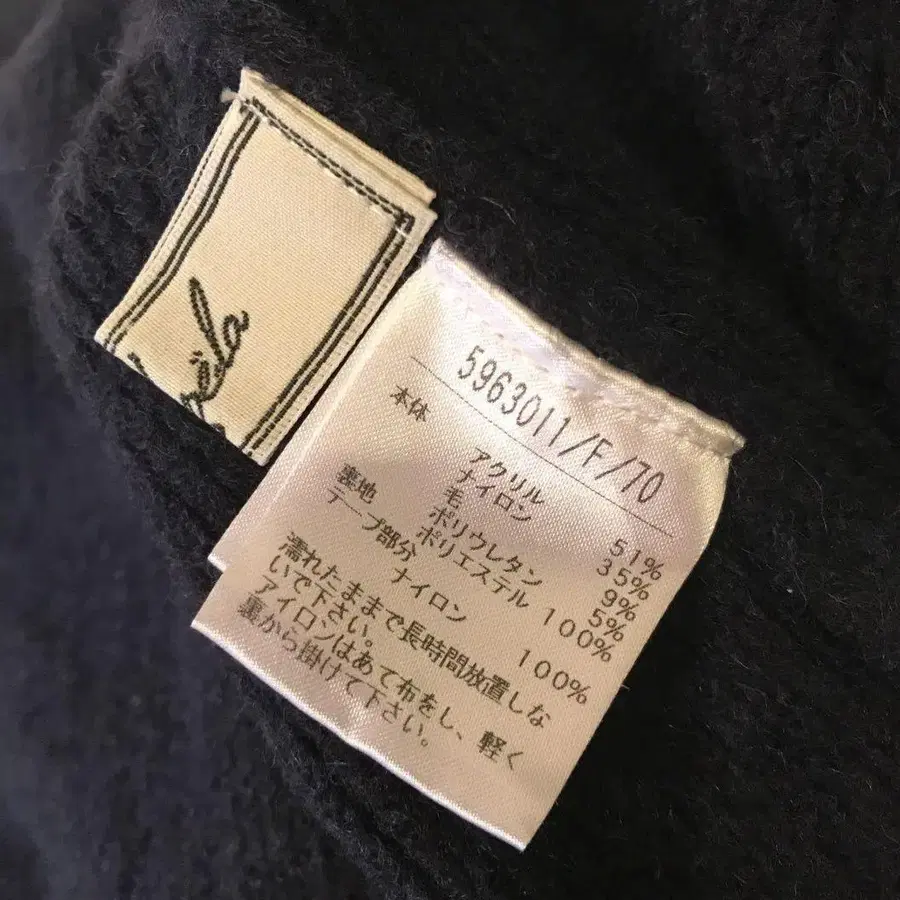 5963011/F/70
本体 アクリル 51%
ナイロン 35%
毛 9%
ポリウレタン 5%
裏地 ポリエステル 100%
テープ部分
ナイロン 100%
濡れたままで長時間放置しな
いで下さい。
アイロンはあて布をし、軽く
裏から掛けて下さい。